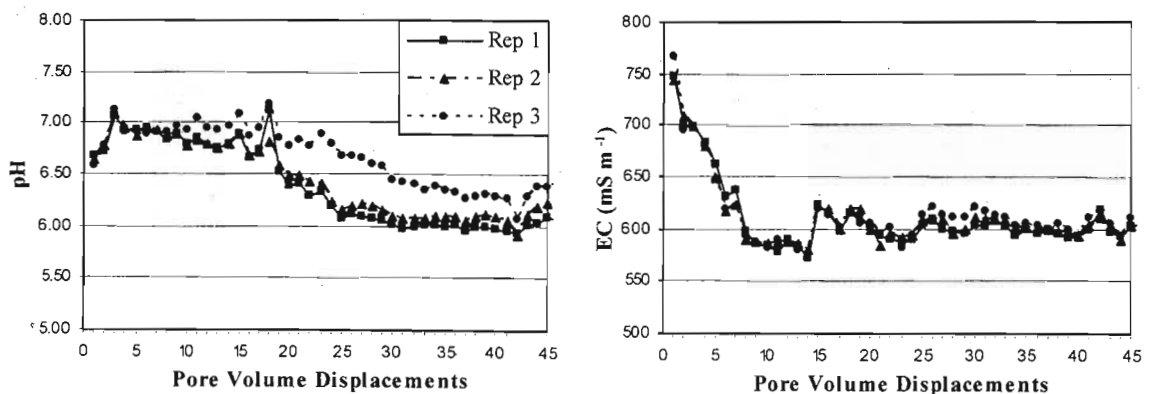 8.00
7.50
7.00
6.50
6.00
5.50
5.00
pH
Rep 1
Rep 2
Rep 3
0 5 10 15 20 25 30 35 40 45
Pore Volume Displacements
800
750
700
650
600
550
500
EC (mS m⁻¹)
0 5 10 15 20 25 30 35 40 45
Pore Volume Displacements